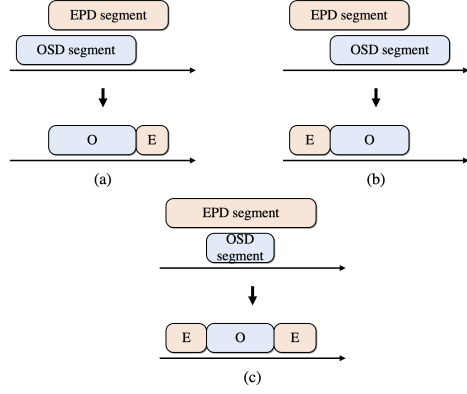 EPD segment
OSD segment
O E
(a)
EPD segment
OSD segment
E O
(b)
EPD segment
OSD
segment
E O E
(c)